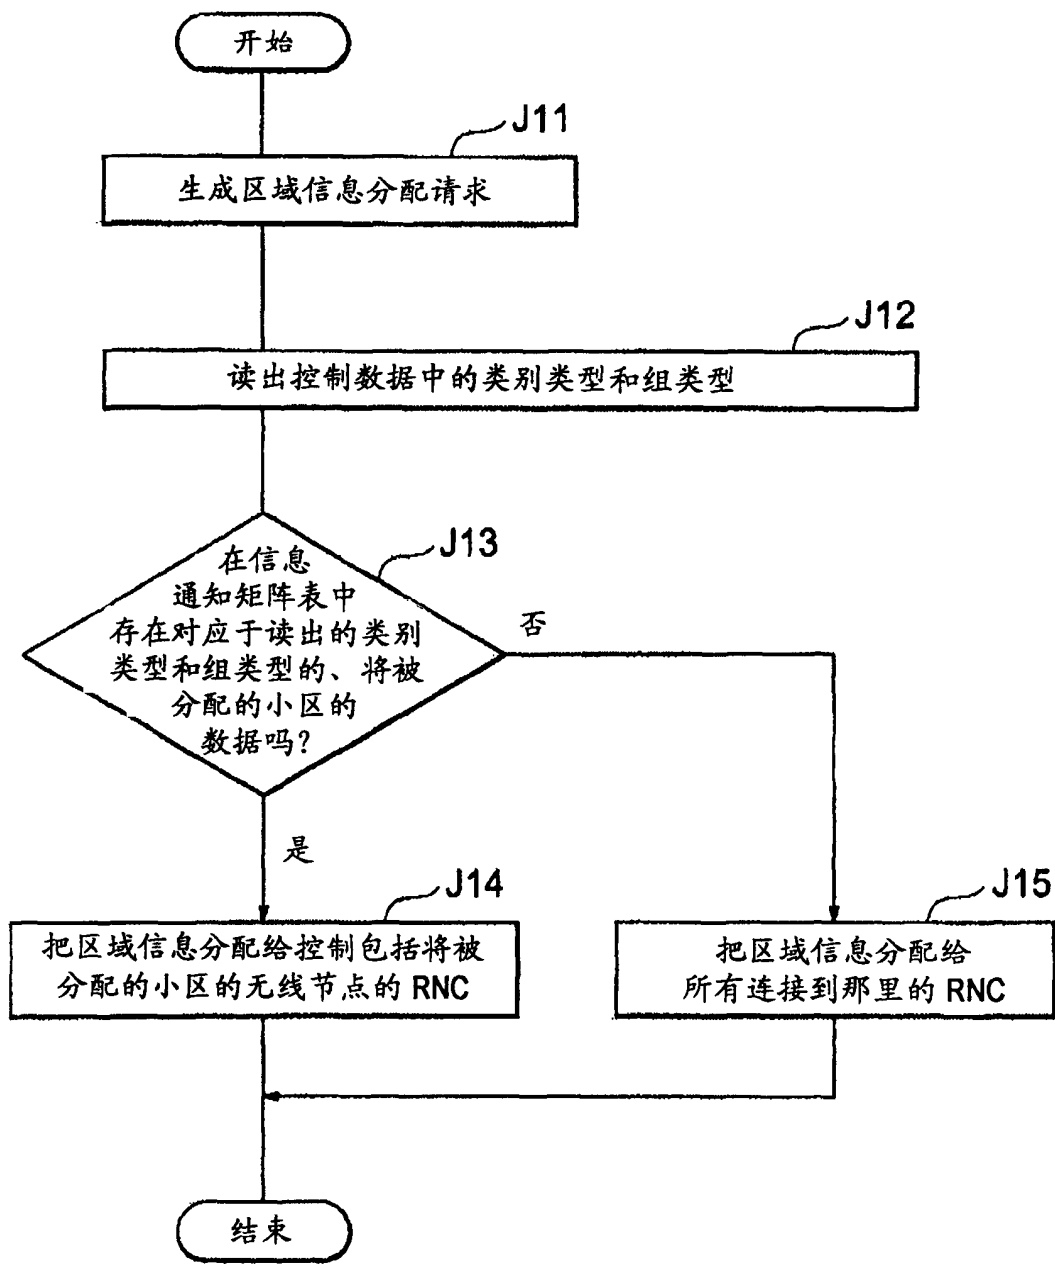 开始
J11
生成区域信息分配请求
J12
读出控制数据中的类别类型和组类型
J13
在信息
通知矩阵表中
存在对应于读出的类别
类型和组类型的、将被
分配的小区的
数据吗?
否
是
J14
把区域信息分配给控制包括将被
分配的小区的无线节点的 RNC
J15
把区域信息分配给
所有连接到那里的 RNC
结束